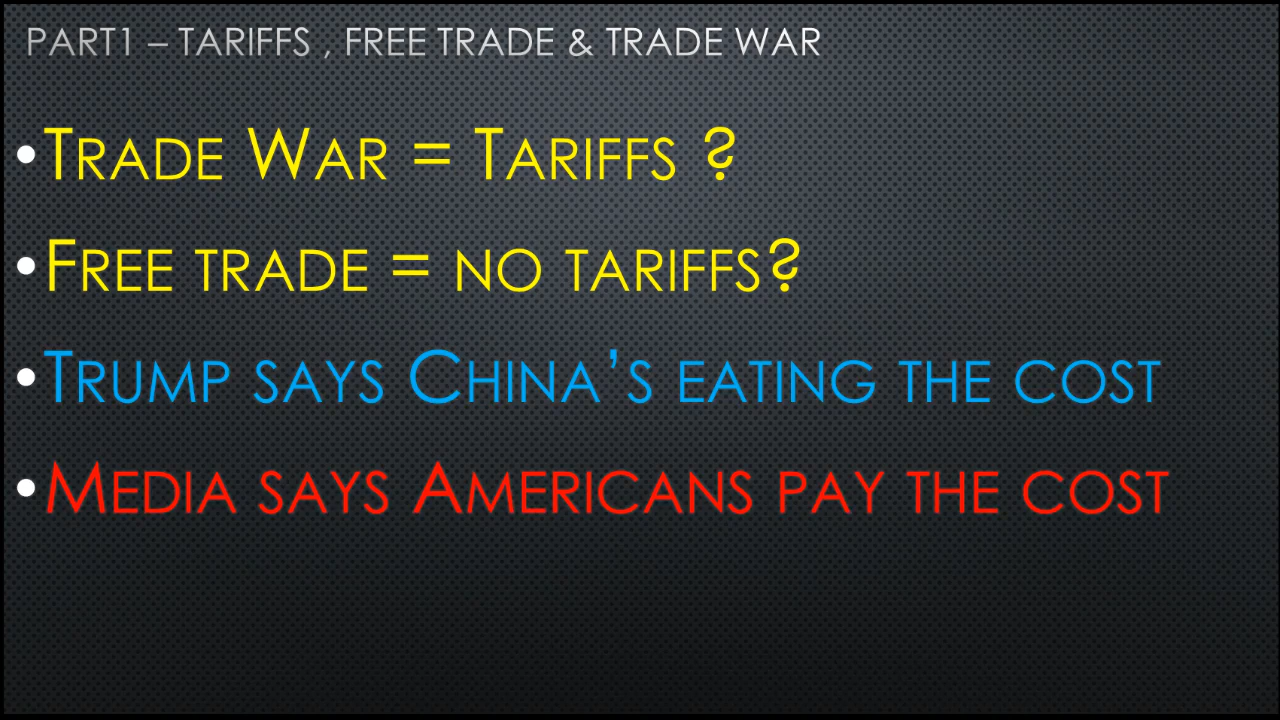 PART1 – TARIFFS , FREE TRADE & TRADE WAR
•TRADE WAR = TARIFFS ?
•FREE TRADE = NO TARIFFS?
•TRUMP SAYS CHINA’S EATING THE COST
•MEDIA SAYS AMERICANS PAY THE COST